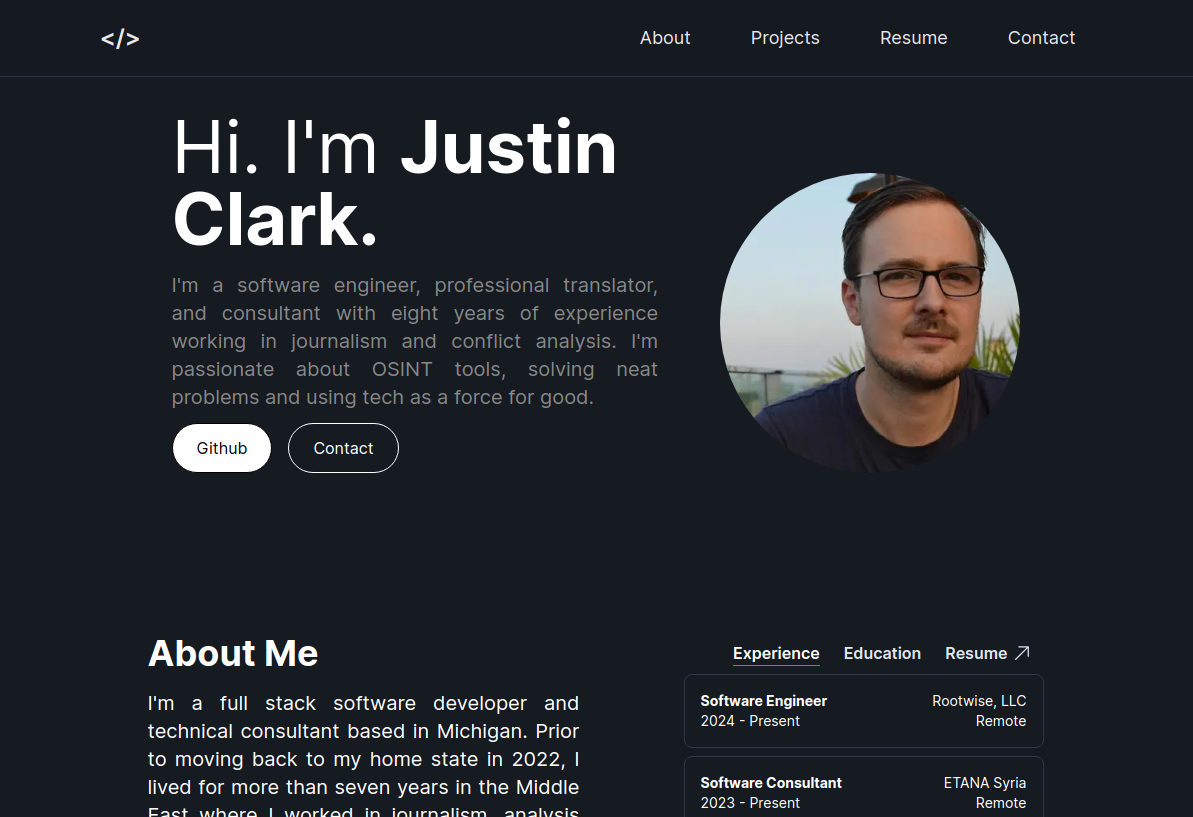 </>
About
Projects
Resume
Contact
Hi. I'm Justin
Clark.
I'm a software engineer, professional translator,
and consultant with eight years of experience
working in journalism and conflict analysis. I'm
passionate about OSINT tools, solving neat
problems and using tech as a force for good.
Github
Contact
About Me
I'm a full stack software developer and
technical consultant based in Michigan. Prior
to moving back to my home state in 2022, I
lived for more than seven years in the Middle
East where I worked in journalism, analysis
Experience
Education
Resume
Software Engineer
Rootwise, LLC
2024 - Present
Remote
Software Consultant
ETANA Syria
2023 - Present
Remote